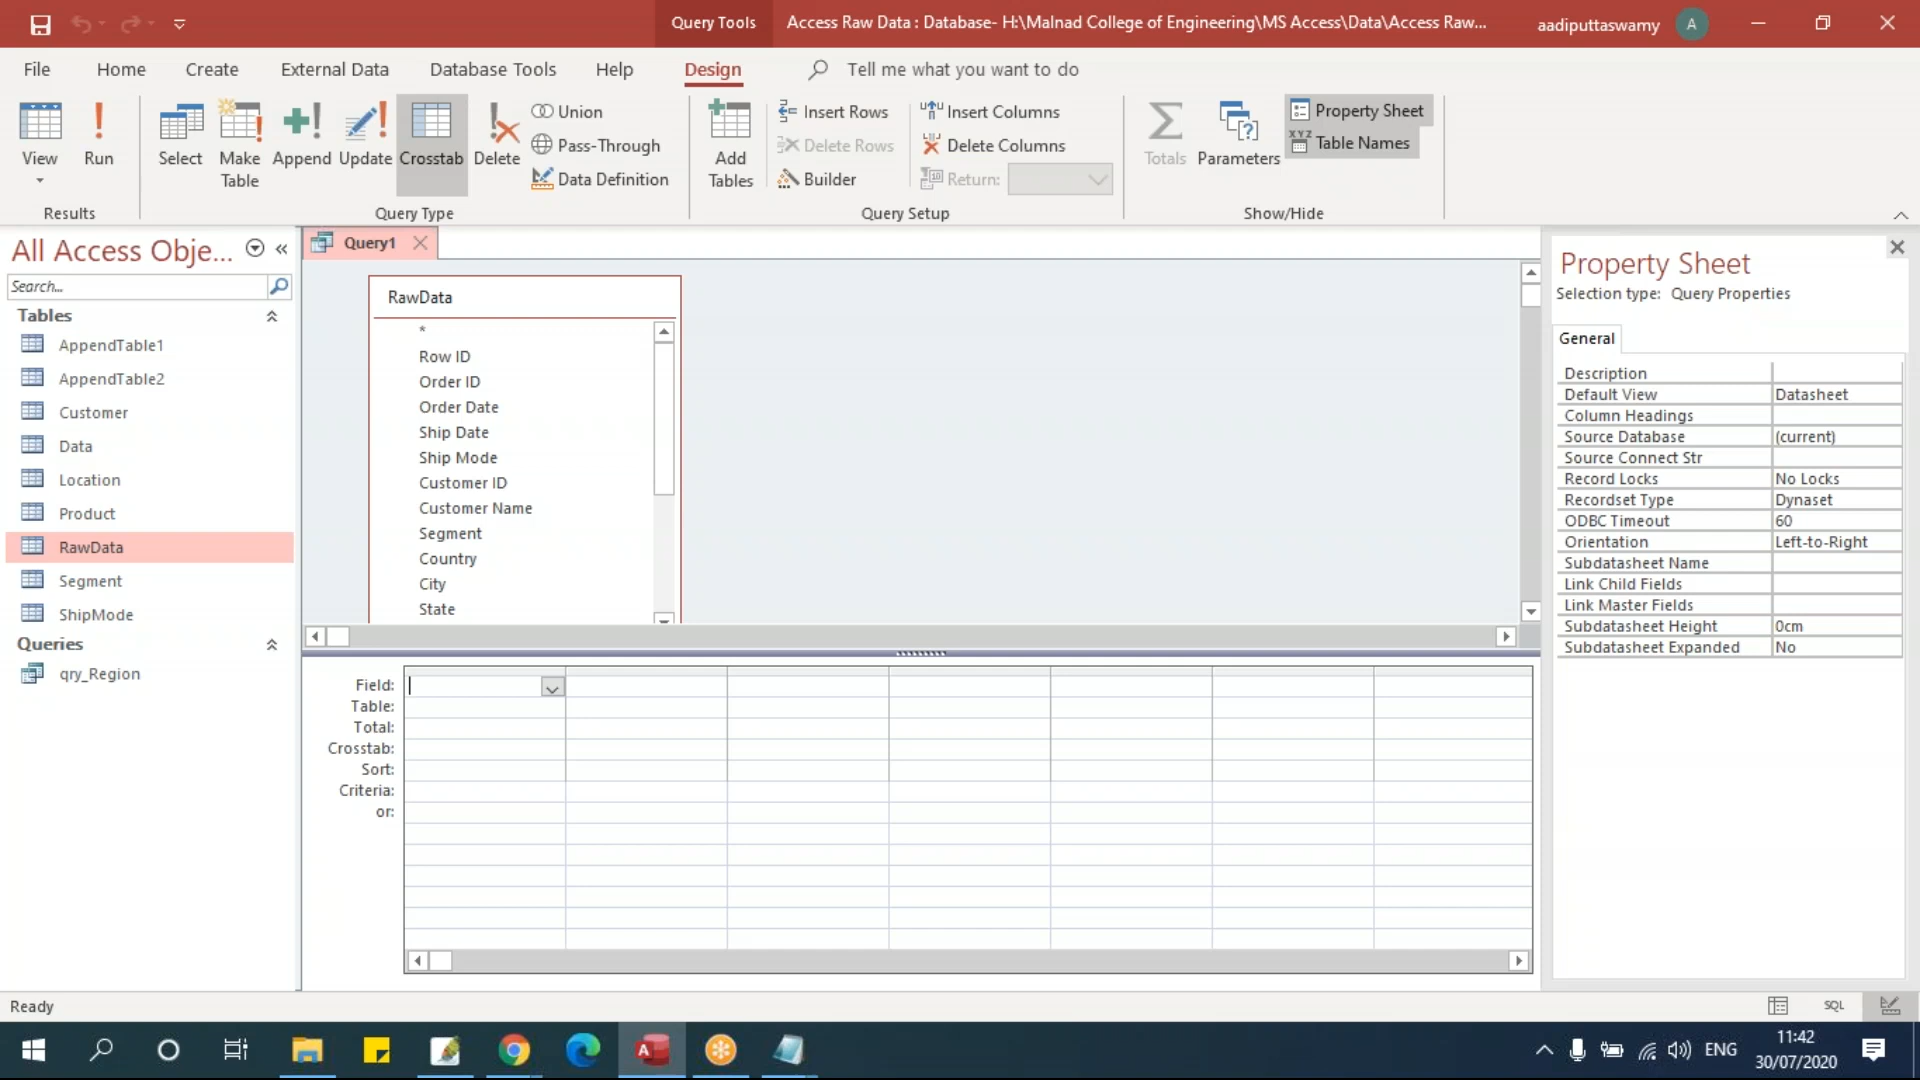 Query Tools
Access Raw Data : Database- H:\Malnad College of Engineering\MS Access\Data\Access Raw...
aadiputtaswamy
A
File
Home
Create
External Data
Database Tools
Help
Design
Tell me what you want to do
View
Run
Select
Make Table
Append
Update
Crosstab
Delete
Union
Pass-Through
Data Definition
Add Tables
Insert Rows
Delete Rows
Builder
Insert Columns
Delete Columns
Return:
Totals
Parameters
Property Sheet
Table Names
Results
Query Type
Query Setup
Show/Hide
All Access Obje...
Search...
Tables
AppendTable1
AppendTable2
Customer
Data
Location
Product
RawData
Segment
ShipMode
Queries
qry_Region
Query1
RawData
*
Row ID
Order ID
Order Date
Ship Date
Ship Mode
Customer ID
Customer Name
Segment
Country
City
State
Field:
Table:
Total:
Crosstab:
Sort:
Criteria:
or:
Property Sheet
Selection type: Query Properties
General
Description
Default View Datasheet
Column Headings
Source Database (current)
Source Connect Str
Record Locks No Locks
Recordset Type Dynaset
ODBC Timeout 60
Orientation Left-to-Right
Subdatasheet Name
Link Child Fields
Link Master Fields
Subdatasheet Height 0cm
Subdatasheet Expanded No
Ready
SQL
ENG
11:42
30/07/2020